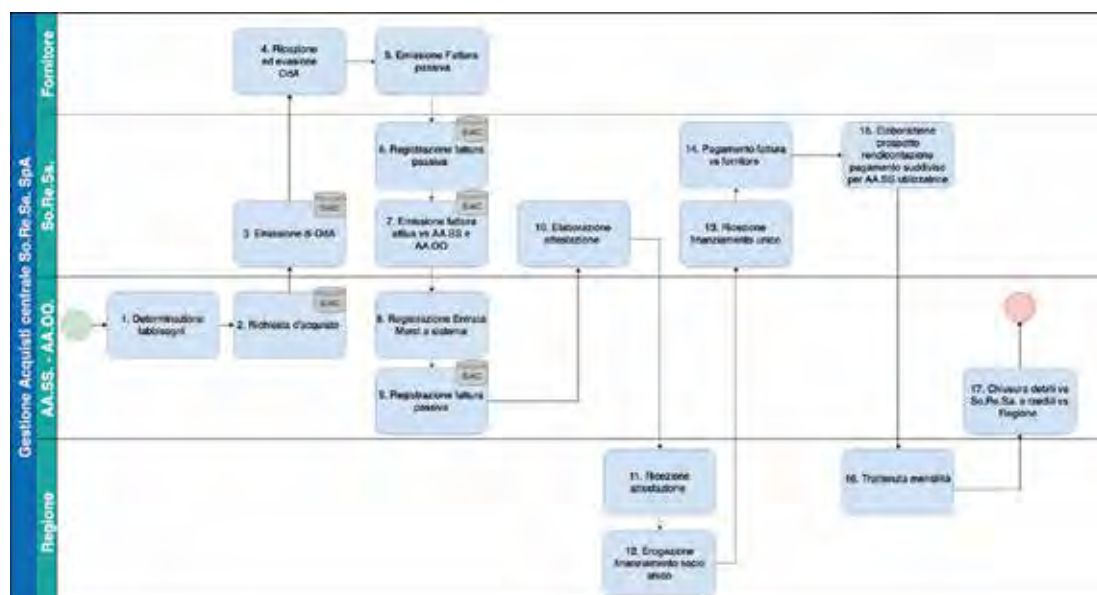 Gestione Acquisti centrale So.Re.Sa. SpA
Fornitore
So.Re.Sa.
AA.SS. - AA.OO.
Regione
4. Ricezione
ed evasione
OdA
5. Emissione Fattura
passiva
SIAC
6. Registrazione fattura
passiva
SIAC
7. Emissione fattura
attiva vs AA.SS e
AA.OO
SIAC
3. Emissione di OdA
10. Elaborazione
attestazione
14. Pagamento fattura
vs fornitore
13. Ricezione
finanziamento unico
15. Elaborazione
prospetto
rendicontazione
pagamento suddiviso
per AA.SS utilizzatrice
1. Determinazione
fabbisogni
SIAC
2. Richiesta d'acquisto
8. Registrazione Entrata
Merci a sistema
SIAC
9. Registrazione fattura
passiva
17. Chiusura debiti vs
So.Re.Sa. e crediti vs
Regione
11. Ricezione
attestazione
12. Erogazione
finanziamento socio
unico
16. Trattenuta mensilità